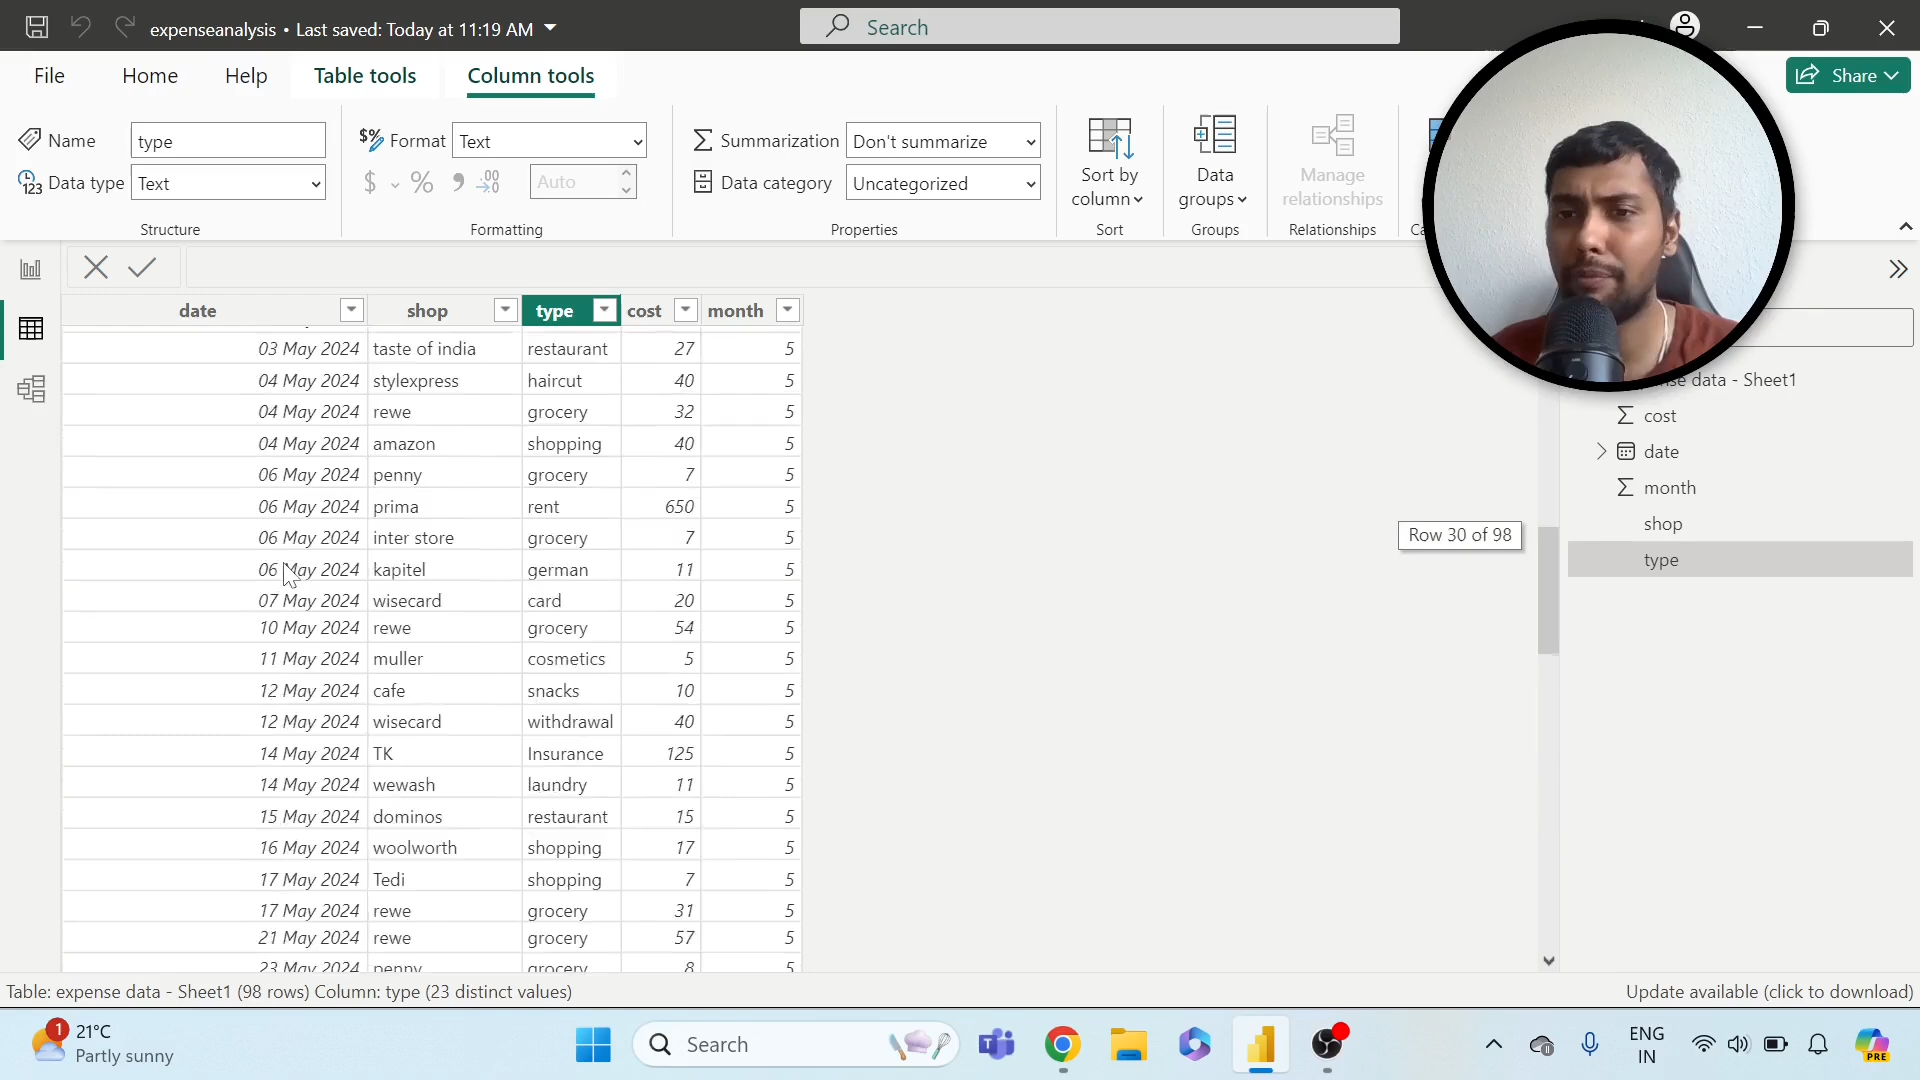 expenseanalysis • Last saved: Today at 11:19 AM
Search
File Home Help Table tools Column tools
Share
Name type
Format Text
Summarization Don't summarize
Data type Text
$ % Auto
Data category Uncategorized
Sort by column
Data groups
Manage relationships
Structure Formatting Properties Sort Groups Relationships
date shop type cost month
03 May 2024 taste of india restaurant 27 5
04 May 2024 stylexpress haircut 40 5
04 May 2024 rewe grocery 32 5
04 May 2024 amazon shopping 40 5
06 May 2024 penny grocery 7 5
06 May 2024 prima rent 650 5
06 May 2024 inter store grocery 7 5
06 May 2024 kapitel german 11 5
07 May 2024 wisecard card 20 5
10 May 2024 rewe grocery 54 5
11 May 2024 muller cosmetics 5 5
12 May 2024 cafe snacks 10 5
12 May 2024 wisecard withdrawal 40 5
14 May 2024 TK Insurance 125 5
14 May 2024 wewash laundry 11 5
15 May 2024 dominos restaurant 15 5
16 May 2024 woolworth shopping 17 5
17 May 2024 Tedi shopping 7 5
17 May 2024 rewe grocery 31 5
21 May 2024 rewe grocery 57 5
23 May 2024 penny grocery 8 5
Row 30 of 98
data - Sheet1
cost
date
month
shop
type
Table: expense data - Sheet1 (98 rows) Column: type (23 distinct values)
Update available (click to download)
1
21°C
Partly sunny
Search
ENG
IN
PRE